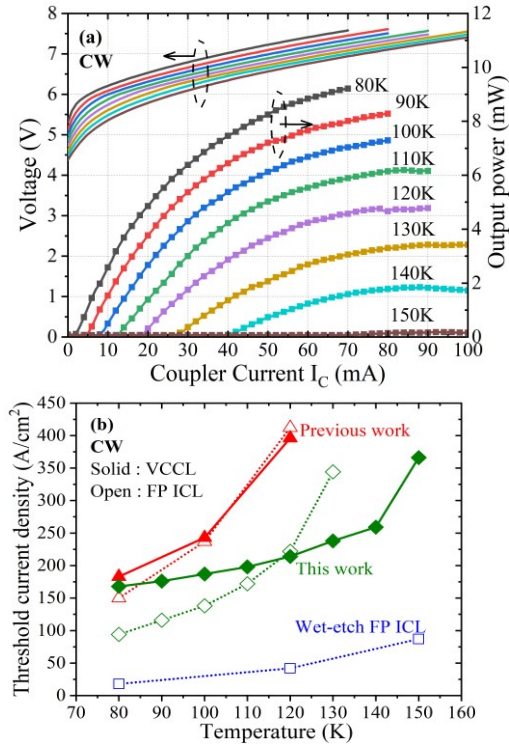 (a)
CW
8
7
6
5
4
3
2
1
0
Voltage (V)
12
10
8
6
4
2
0
Output power (mW)
80K
90K
100K
110K
120K
130K
140K
150K
0 10 20 30 40 50 60 70 80 90 100
Coupler Current I_C (mA)
(b)
CW
Solid : VCCL
Open : FP ICL
Previous work
This work
Wet-etch FP ICL
450
400
350
300
250
200
150
100
50
0
Threshold current density (A/cm²)
70 80 90 100 110 120 130 140 150 160
Temperature (K)